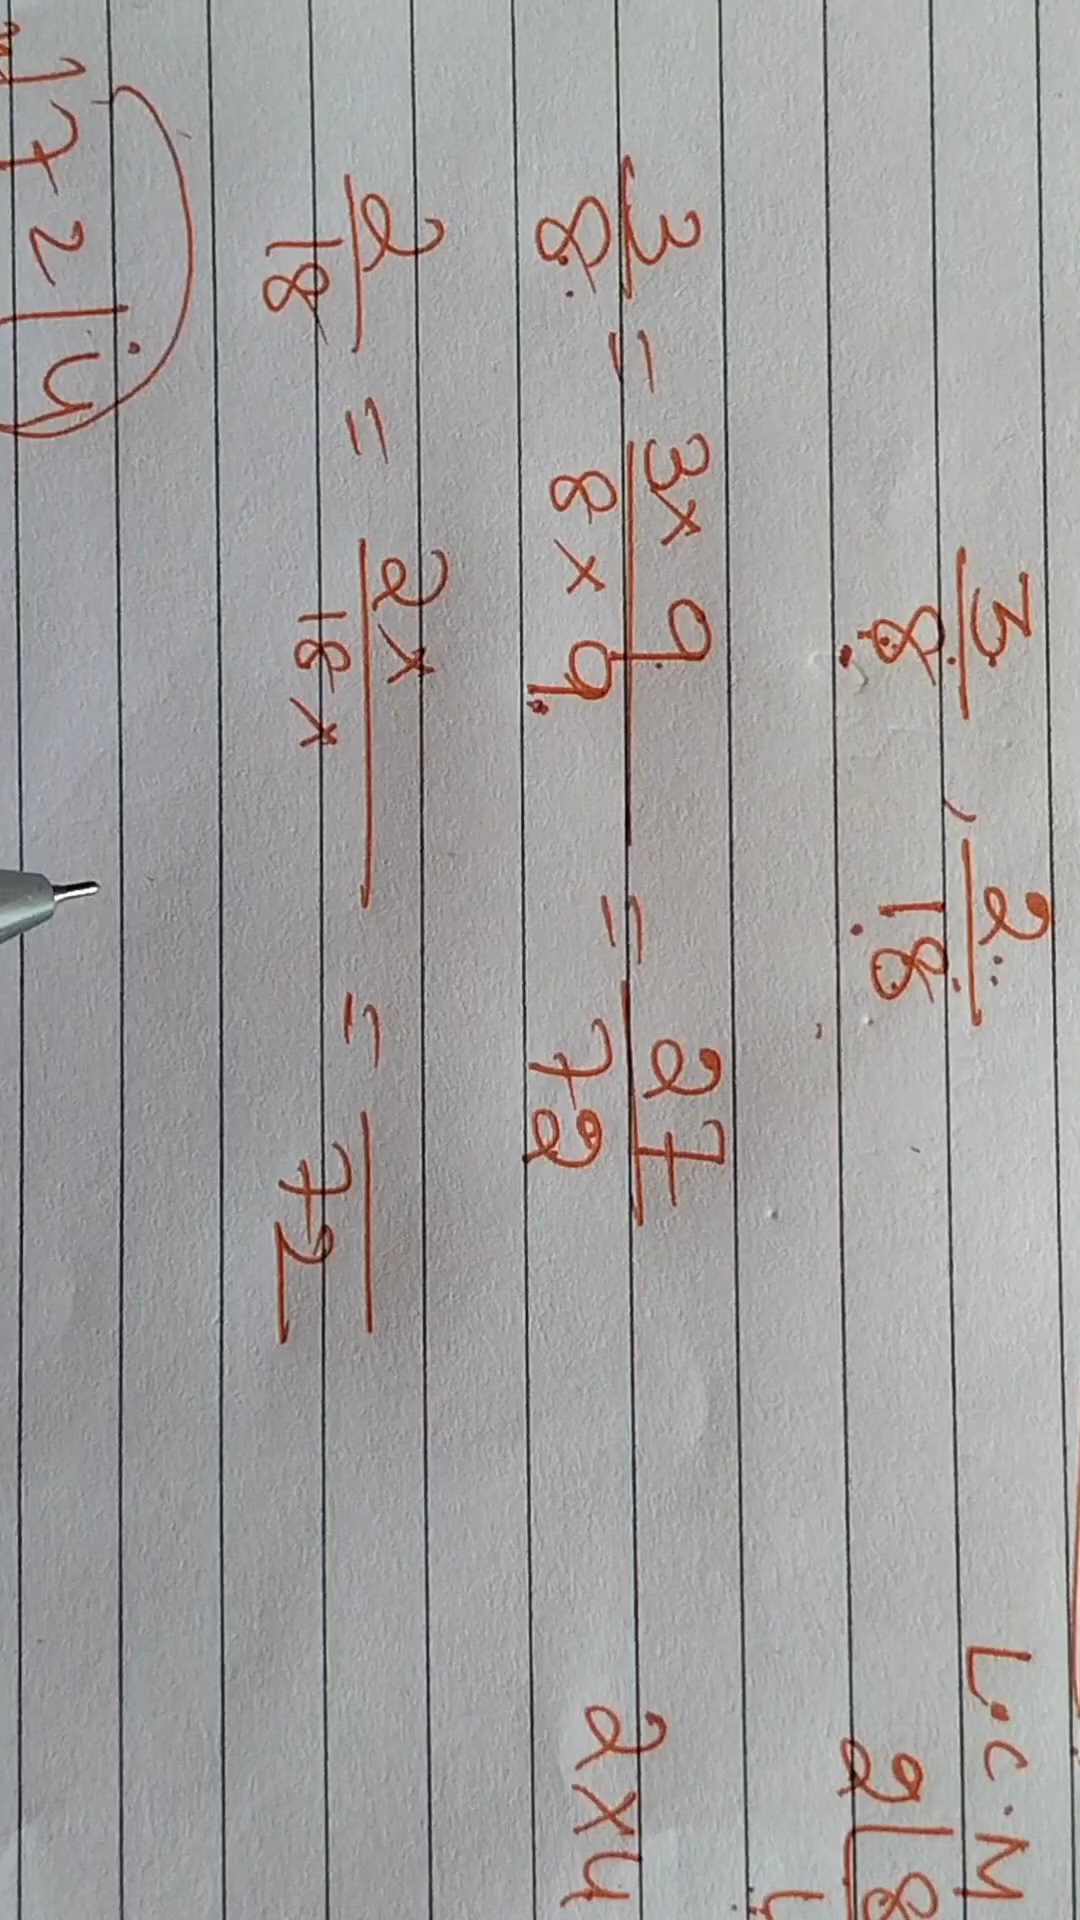 3/8 , 2/18
L.C.M
2|8
4
3/8 = 3 x 9/8 x 9 = 27/72
2 x 4
2/18 = 2 x/18 x = /72
72
4